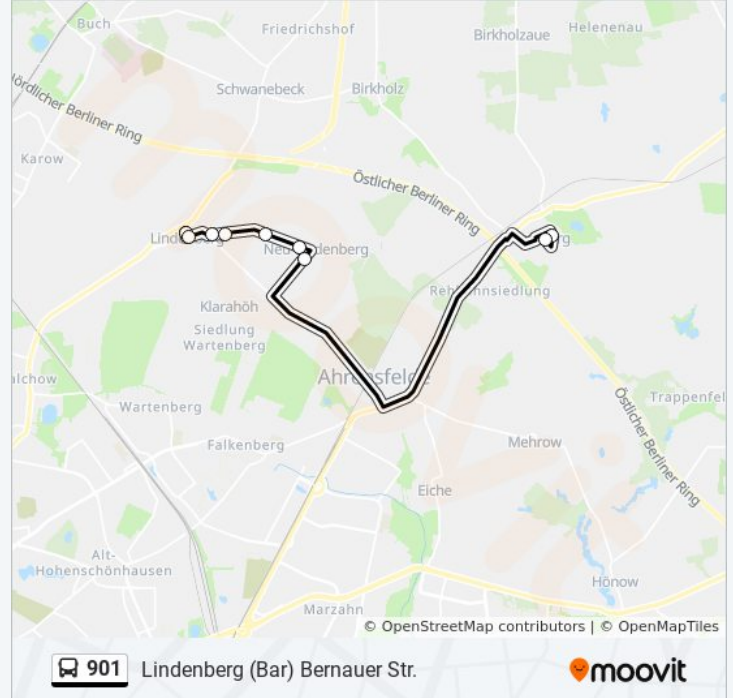 Buch
Friedrichshof
Helenenau
Birkholzaue
Schwanebeck
Birkholz
Nördlicher Berliner Ring
Karow
Östlicher Berliner Ring
Lindenberg
Neu-Lindenberg
Rehhahnsiedlung
Klarahöh
Siedlung
Wartenberg
Ahrensfelde
Östlicher Berliner Ring
Trappenfel
Wartenberg
Falkenberg
Mehrow
Eiche
Alt-
Hohenschönhausen
Hönow
Marzahn
© OpenStreetMap contributors | © OpenMapTiles
901 Lindenberg (Bar) Bernauer Str.
moovit